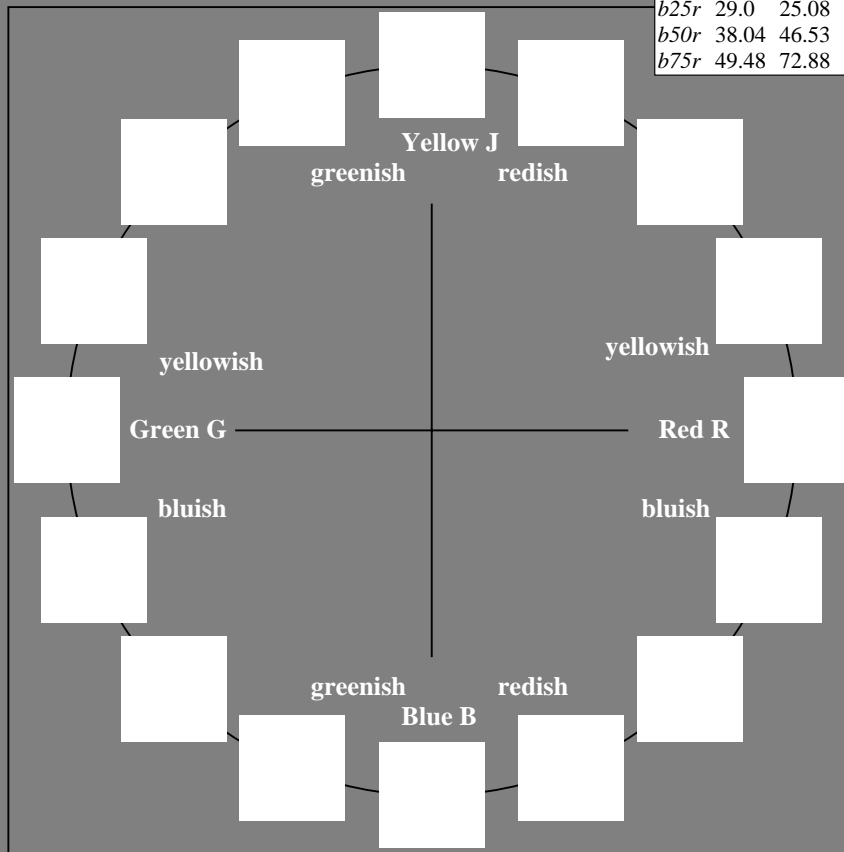 b25r 29.0 25.08
b50r 38.04 46.53
b75r 49.48 72.88
Yellow J
greenish redish
yellowish yellowish
Green G Red R
bluish bluish
greenish redish
Blue B